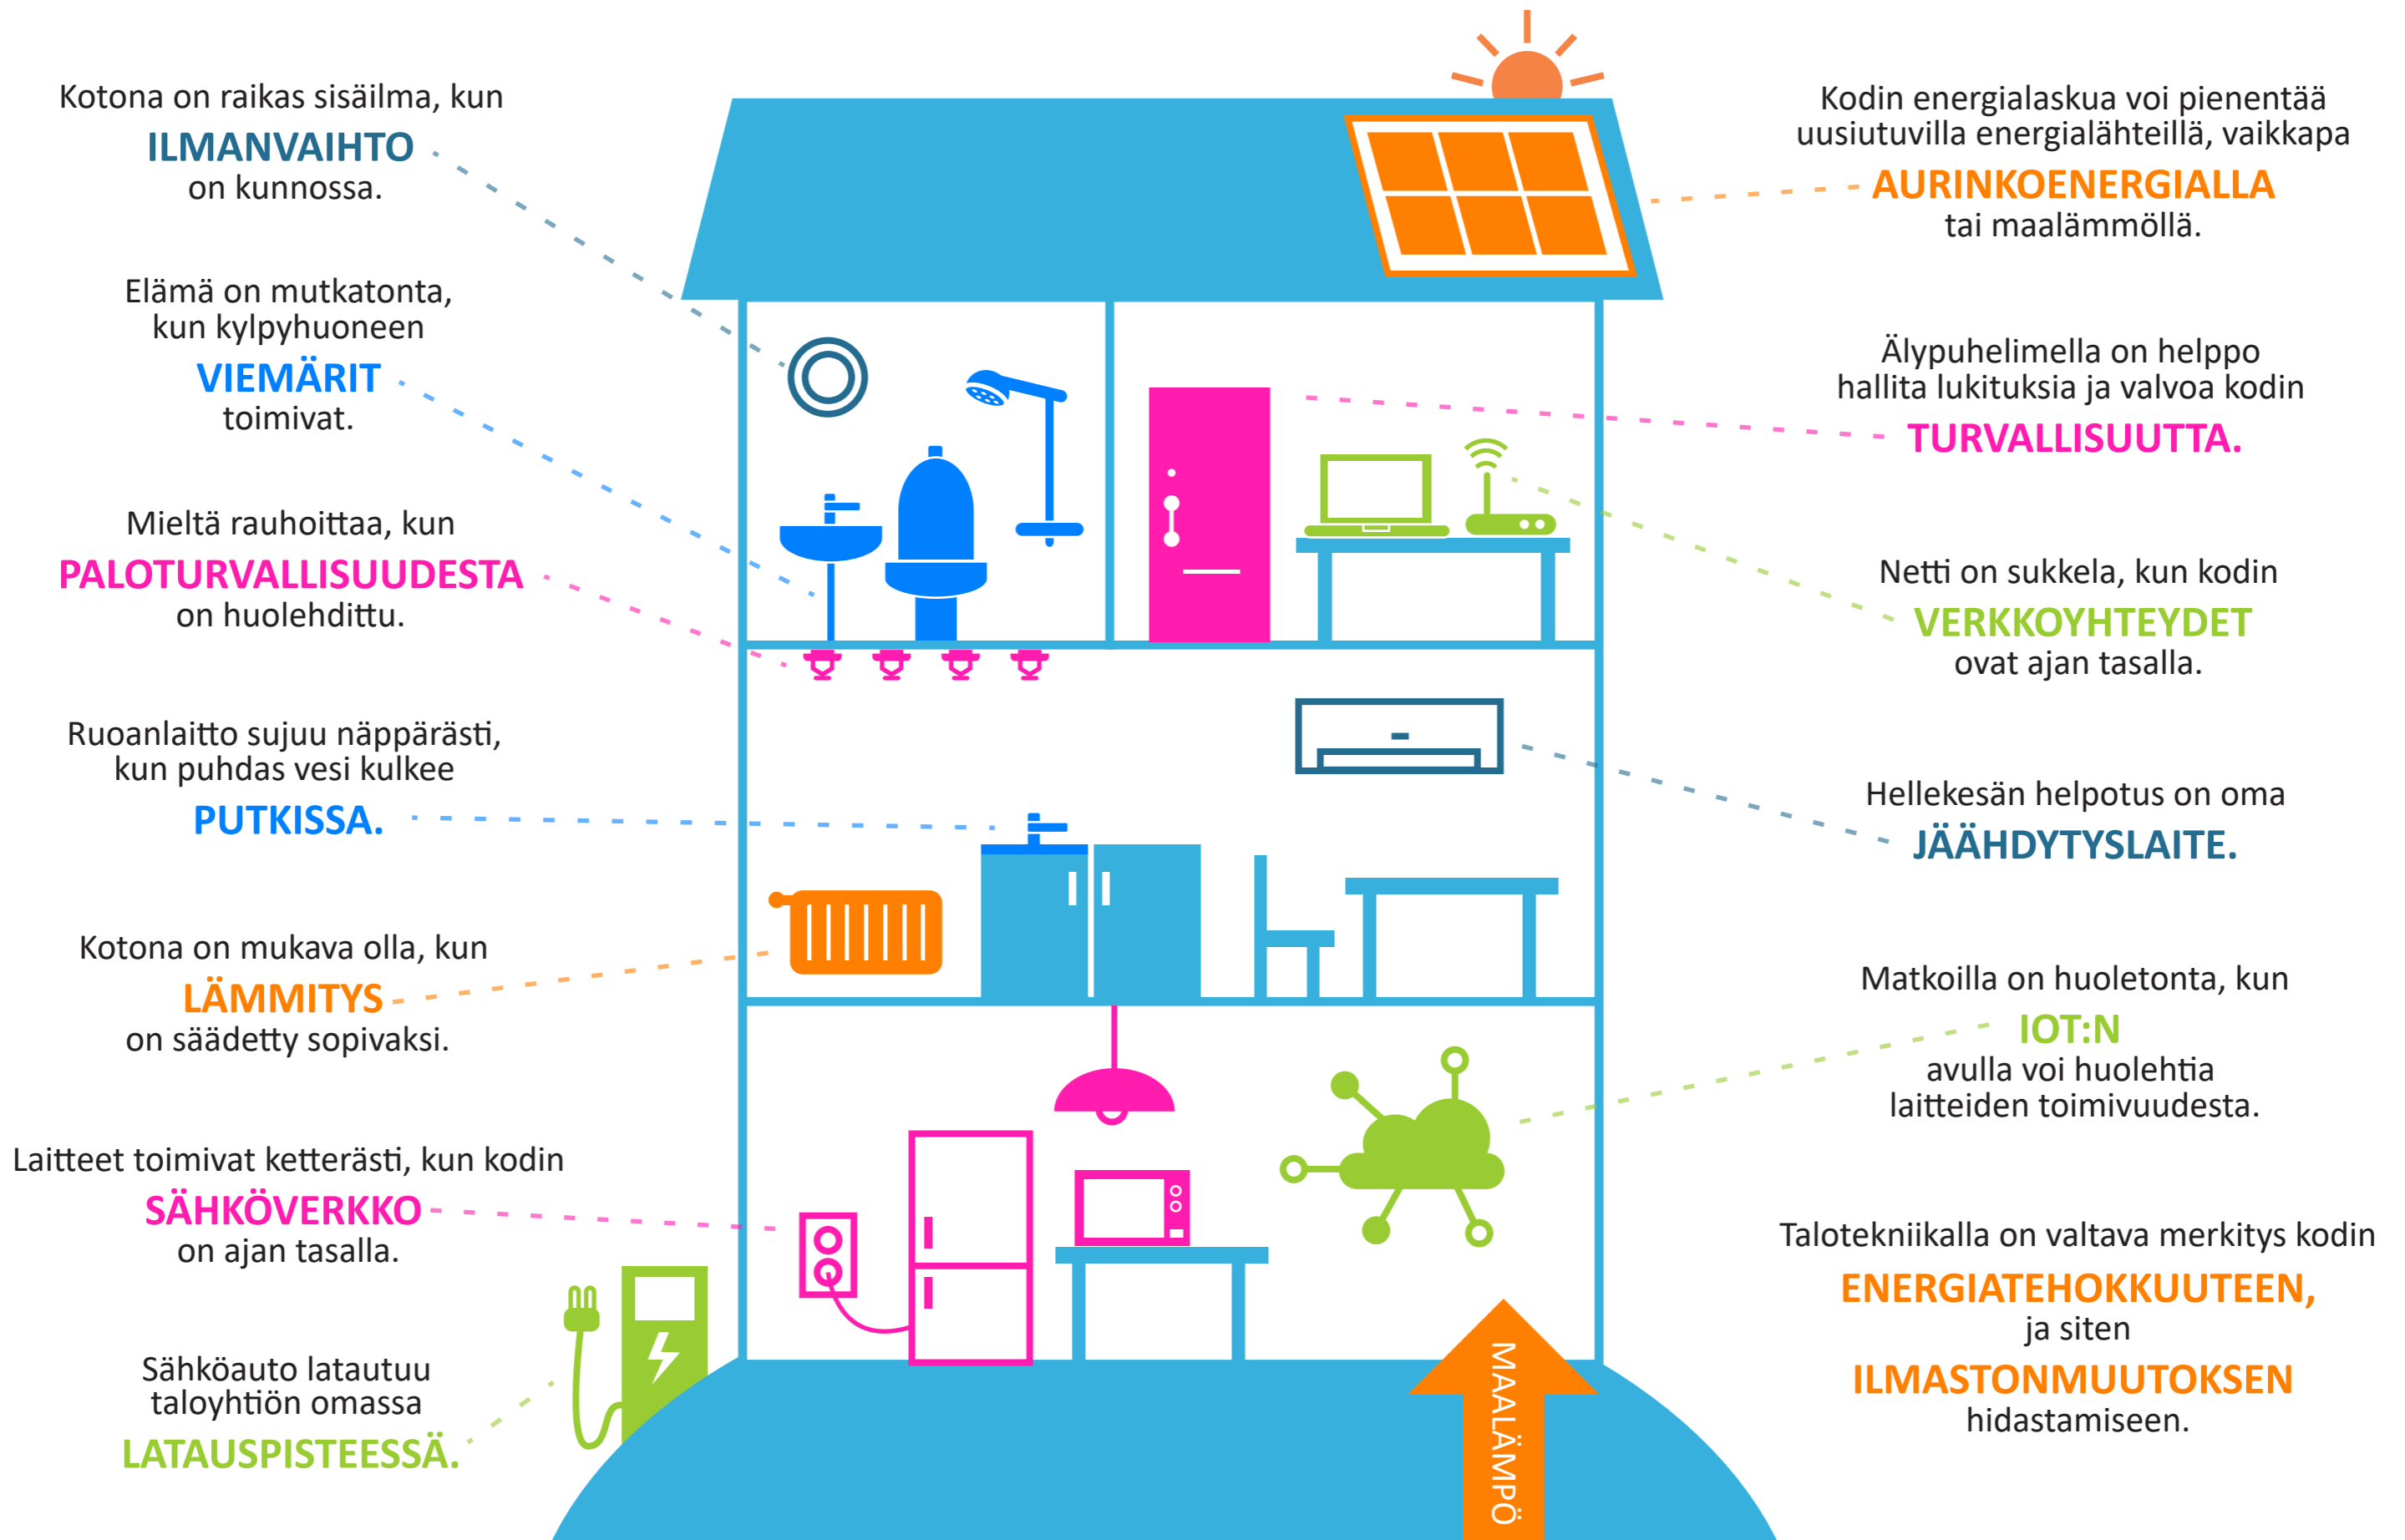 Kotona on raikas sisäilma, kun
ILMANVAIHTO
on kunnossa.
Elämä on mutkatonta,
kun kylpyhuoneen
VIEMÄRIT
toimivat.
Mieltä rauhoittaa, kun
PALOTURVALLISUUDESTA
on huolehdittu.
Ruoanlaitto sujuu näppärästi,
kun puhdas vesi kulkee
PUTKISSA.
Kotona on mukava olla, kun
LÄMMITYS
on säädetty sopivaksi.
Laitteet toimivat ketterästi, kun kodin
SÄHKÖVERKKO
on ajan tasalla.
Sähköauto latautuu
taloyhtiön omassa
LATAUSPISTEESSÄ.
MAALÄMPÖ
Kodin energialaskua voi pienentää
uusiutuvilla energialähteillä, vaikkapa
AURINKOENERGIALLA
tai maalämmöllä.
Älypuhelimella on helppo
hallita lukituksia ja valvoa kodin
TURVALLISUUTTA.
Netti on sukkela, kun kodin
VERKKOYHTEYDET
ovat ajan tasalla.
Hellekesän helpotus on oma
JÄÄHDYTYSLAITE.
Matkoilla on huoletonta, kun
IOT:N
avulla voi huolehtia
laitteiden toimivuudesta.
Talotekniikalla on valtava merkitys kodin
ENERGIATEHOKKUUTEEN,
ja siten
ILMASTONMUUTOKSEN
hidastamiseen.